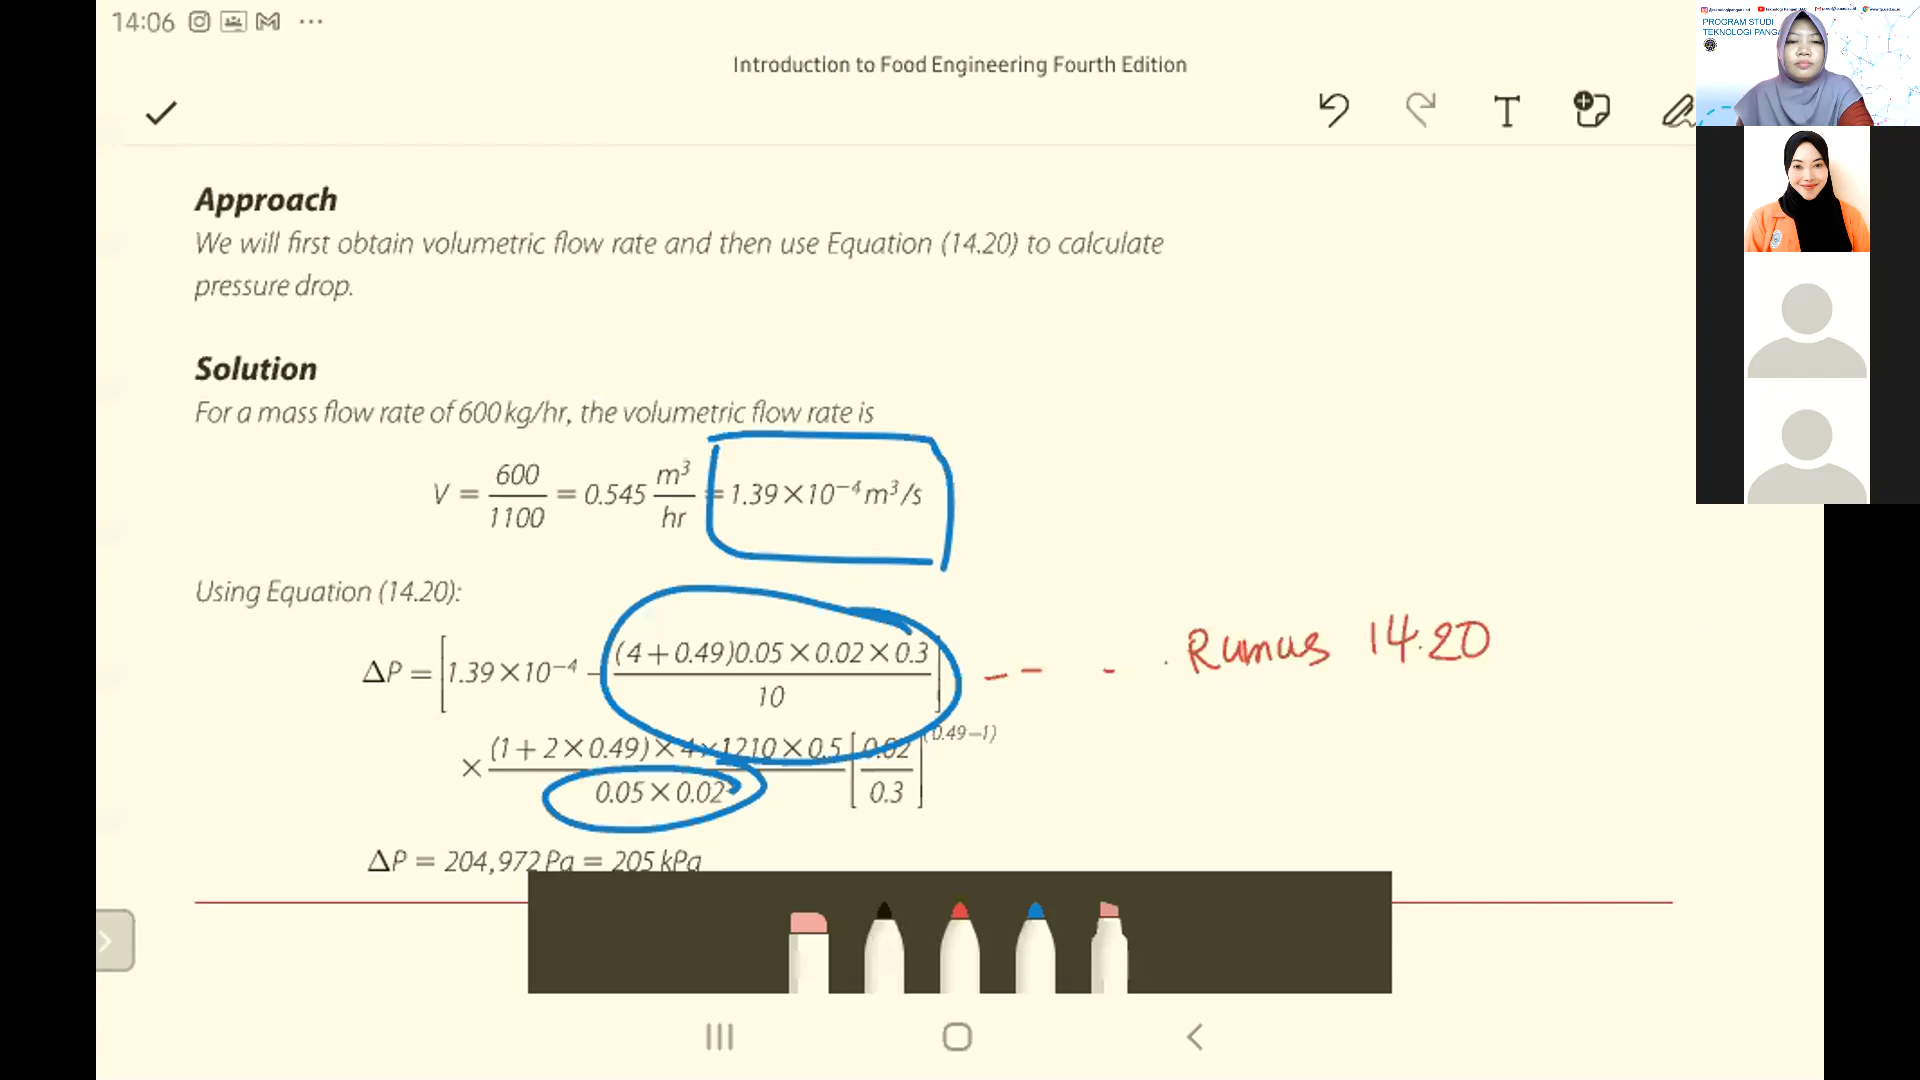 14:06
Introduction to Food Engineering Fourth Edition
PROGRAM STUDI
Approach
We will first obtain volumetric flow rate and then use Equation (14.20) to calculate
pressure drop.
Solution
For a mass flow rate of 600 kg/hr, the volumetric flow rate is
V = 600/1100 = 0.545 m³/hr = 1.39 × 10⁻⁴ m³/s
Using Equation (14.20):
ΔP = [1.39 × 10⁻⁴ − (4 + 0.49)0.05 × 0.02 × 0.3 / 10]
Rumus 14.20
× (1 + 2 × 0.49) × 4 × 1210 × 0.5 / 0.05 × 0.02 [0.02 / 0.3]^(0.49−1)
ΔP = 204,972 Pa = 205 kPa